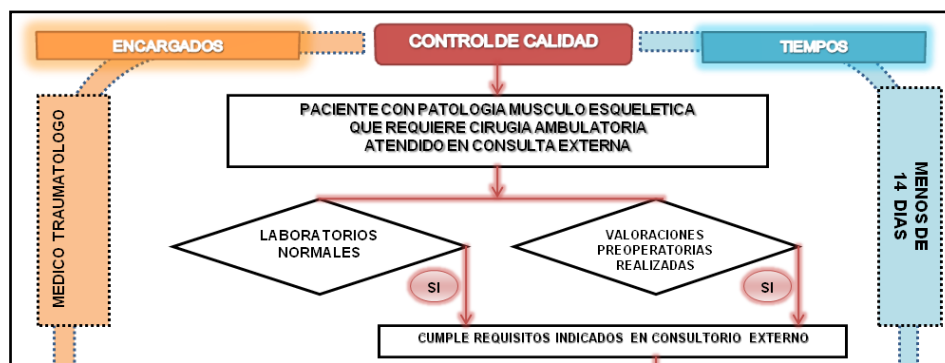 ENCARGADOS
CONTROL DE CALIDAD
TIEMPOS
PACIENTE CON PATOLOGIA MUSCULO ESQUELETICA
QUE REQUIERE CIRUGIA AMBULATORIA
ATENDIDO EN CONSULTA EXTERNA
MEDICO TRAUMATOLOGO
MENOS DE
14 DIAS
LABORATORIOS
NORMALES
VALORACIONES
PREOPERATORIAS
REALIZADAS
SI
SI
CUMPLE REQUISITOS INDICADOS EN CONSULTORIO EXTERNO